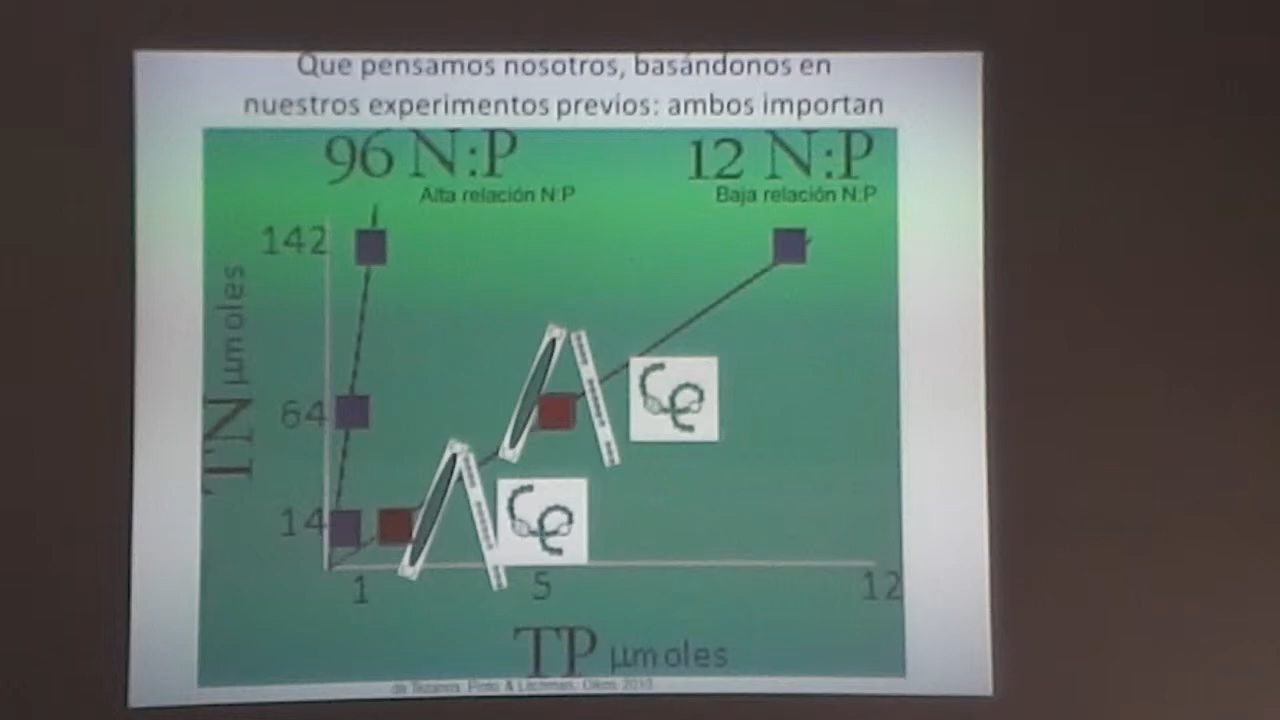 Que pensamos nosotros, basándonos en
nuestros experimentos previos: ambos importan
96 N:P
12 N:P
Alta relación N:P
Baja relación N:P
142
64
14
TN µmoles
1
5
12
TP µmoles